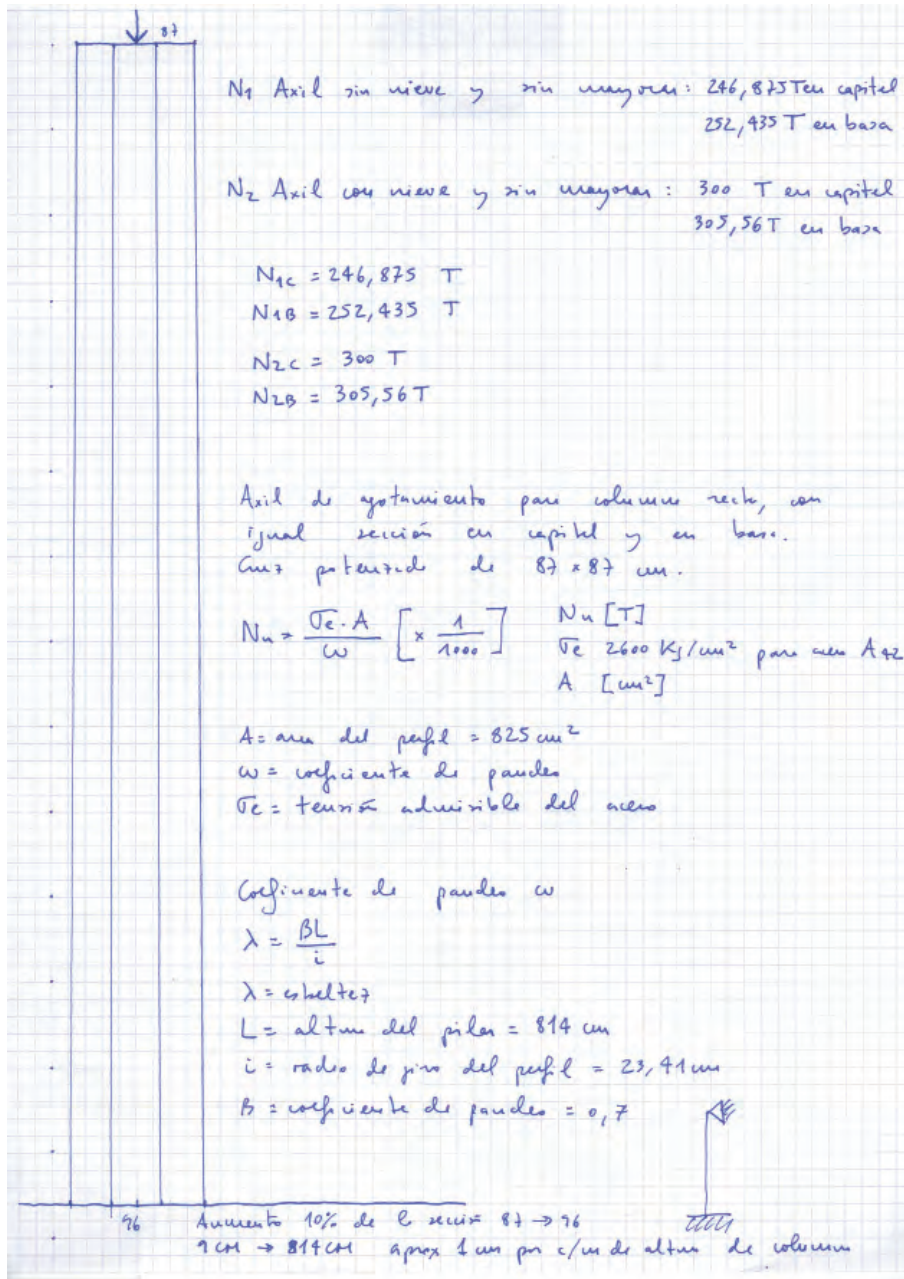 87
N1 Axil sin nieve y sin mayorar: 246,875 T en capitel
252,435 T en basa
N2 Axil con nieve y sin mayorar: 300 T en capitel
305,56 T en basa
N1C = 246,875 T
N1B = 252,435 T
N2C = 300 T
N2B = 305,56 T
Axil de agotamiento para columna recta, con
igual sección en capitel y en basa.
Cruz potenzada de 87 × 87 cm.
Nu = σe·A / ω [× 1/1000] Nu [T]
σe 2600 Kg/cm² para acero A42
A [cm²]
A = area del perfil = 825 cm²
ω = coeficiente de pandeo
σe = tensión admisible del acero
Coeficiente de pandeo ω
λ = βL / i
λ = esbeltez
L = altura del pilar = 814 cm
i = radio de giro del perfil = 23,41 cm
β = coeficiente de pandeo = 0,7
96 Aumento 10% de la sección 87 → 96
9 CM → 814 CM aprox 1 cm por c/m de altura de columna